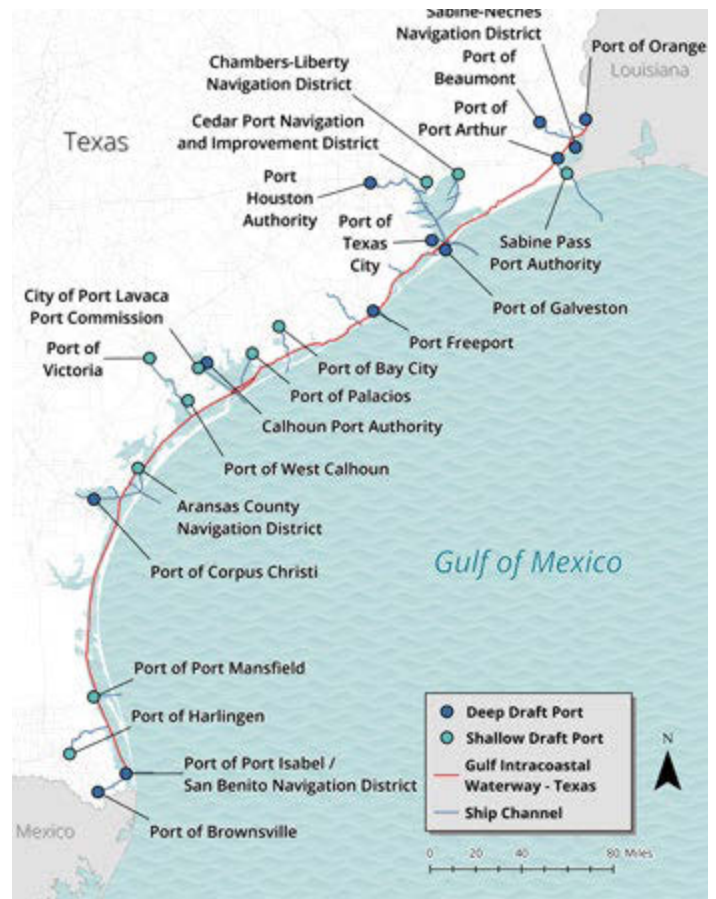 Sabine-Neches
Navigation District
Port of Orange
Louisiana
Port of
Beaumont
Chambers-Liberty
Navigation District
Port of
Port Arthur
Cedar Port Navigation
and Improvement District
Texas
Port
Houston
Authority
Port of
Texas
City
Sabine Pass
Port Authority
Port of Galveston
City of Port Lavaca
Port Commission
Port Freeport
Port of
Victoria
Port of Bay City
Port of Palacios
Calhoun Port Authority
Port of West Calhoun
Aransas County
Navigation District
Gulf of Mexico
Port of Corpus Christi
Port of Port Mansfield
Port of Harlingen
Port of Port Isabel /
San Benito Navigation District
Mexico
Port of Brownsville
Deep Draft Port
Shallow Draft Port
Gulf Intracoastal
Waterway - Texas
Ship Channel
N
0 20 40 80 Miles